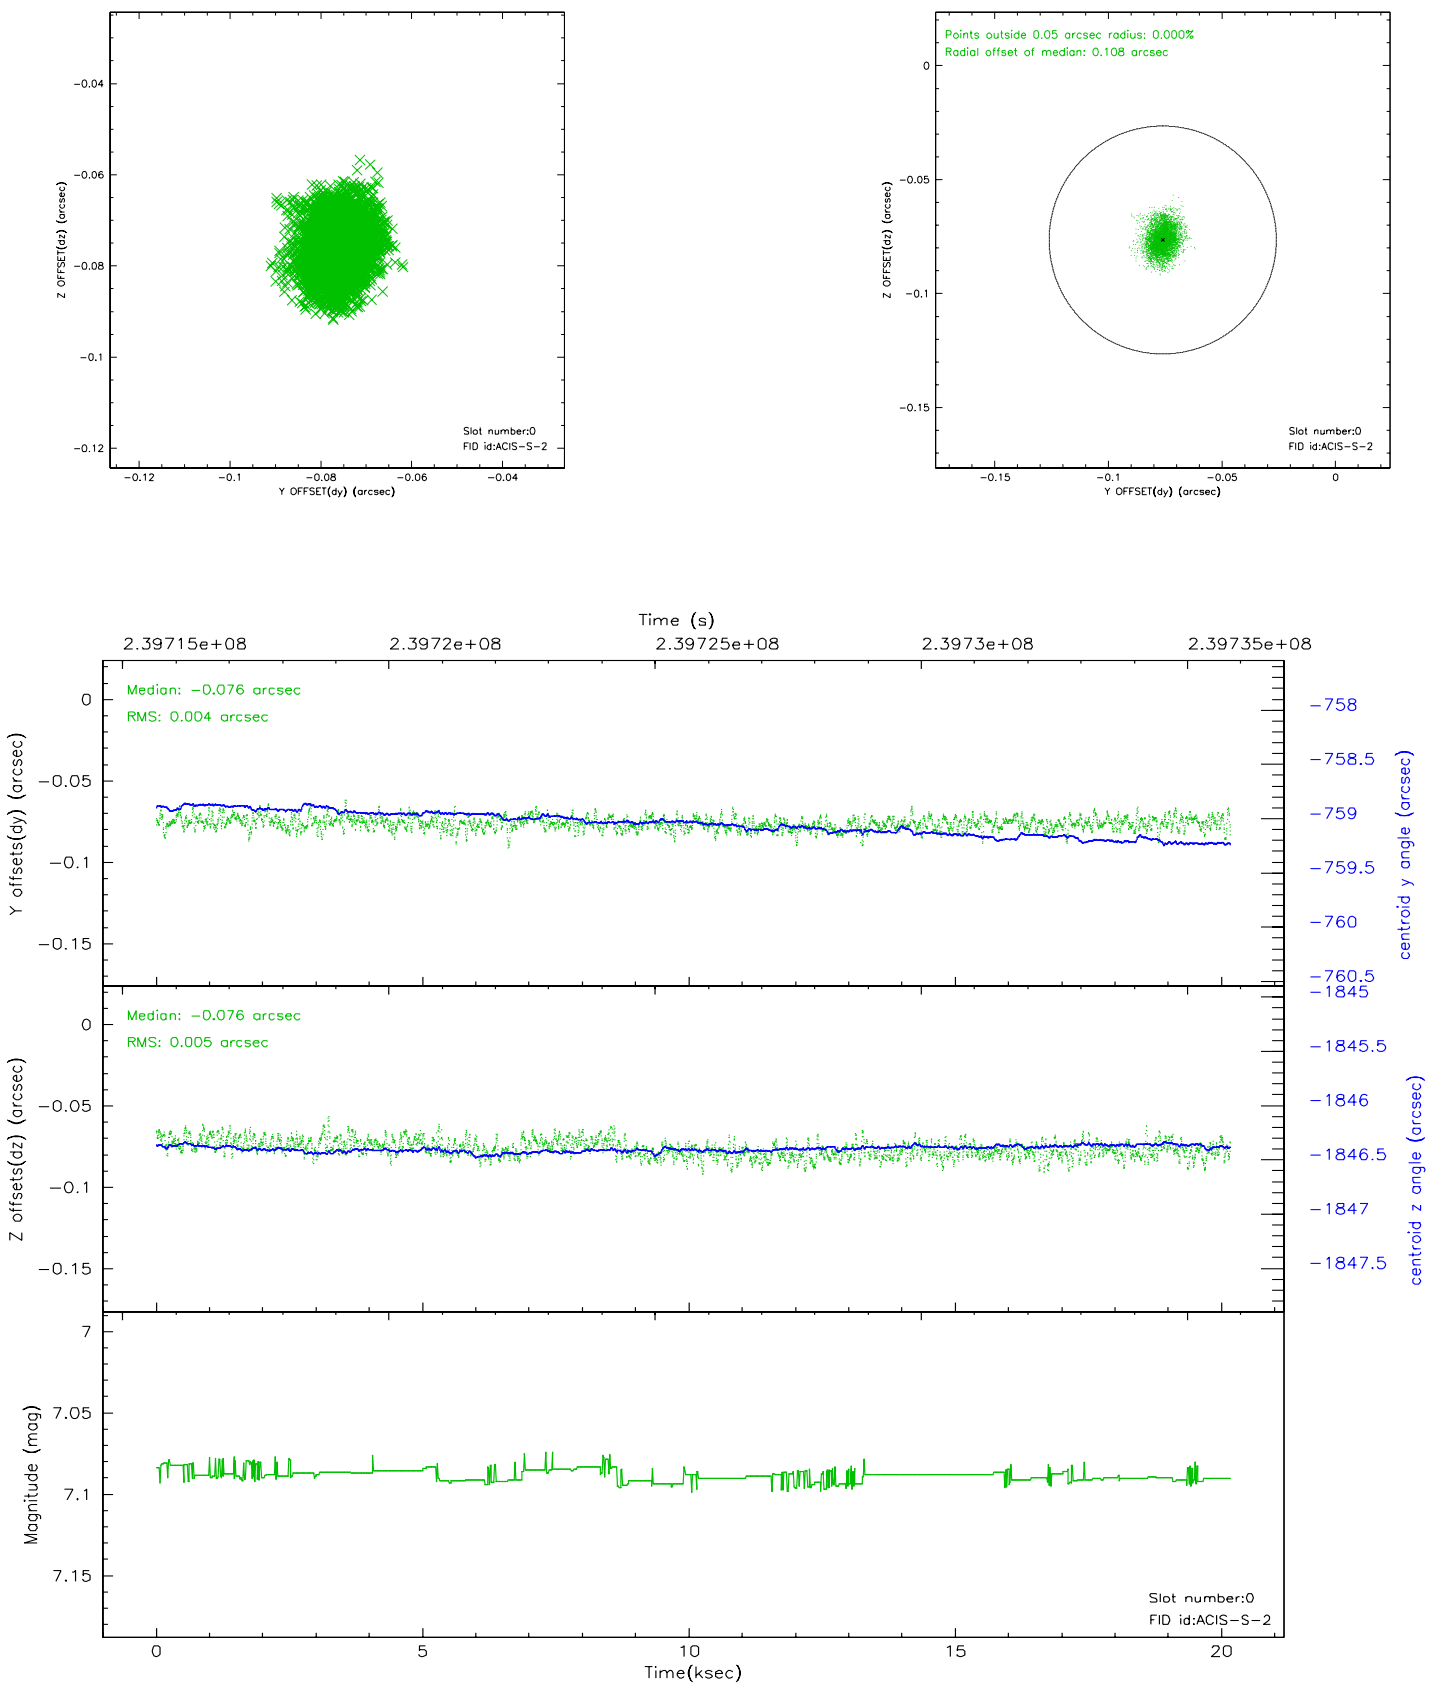 −0.04
−0.06
−0.08
−0.1
−0.12
Z OFFSET(dz) (arcsec)
Slot number:0
FID id:ACIS−S−2
−0.12 −0.1 −0.08 −0.06 −0.04
Y OFFSET(dy) (arcsec)
Points outside 0.05 arcsec radius: 0.000%
Radial offset of median: 0.108 arcsec
0
−0.05
−0.1
−0.15
Z OFFSET(dz) (arcsec)
Slot number:0
FID id:ACIS−S−2
−0.15 −0.1 −0.05 0
Y OFFSET(dy) (arcsec)
Time (s)
2.39715e+08 2.3972e+08 2.39725e+08 2.3973e+08 2.39735e+08
Median: −0.076 arcsec
RMS: 0.004 arcsec
0
−0.05
−0.1
−0.15
Y offsets(dy) (arcsec)
−758
−758.5
−759
−759.5
−760
−760.5
centroid y angle (arcsec)
Median: −0.076 arcsec
RMS: 0.005 arcsec
0
−0.05
−0.1
−0.15
Z offsets(dz) (arcsec)
−1845
−1845.5
−1846
−1846.5
−1847
−1847.5
centroid z angle (arcsec)
7
7.05
7.1
7.15
Magnitude (mag)
Slot number:0
FID id:ACIS−S−2
0 5 10 15 20
Time(ksec)